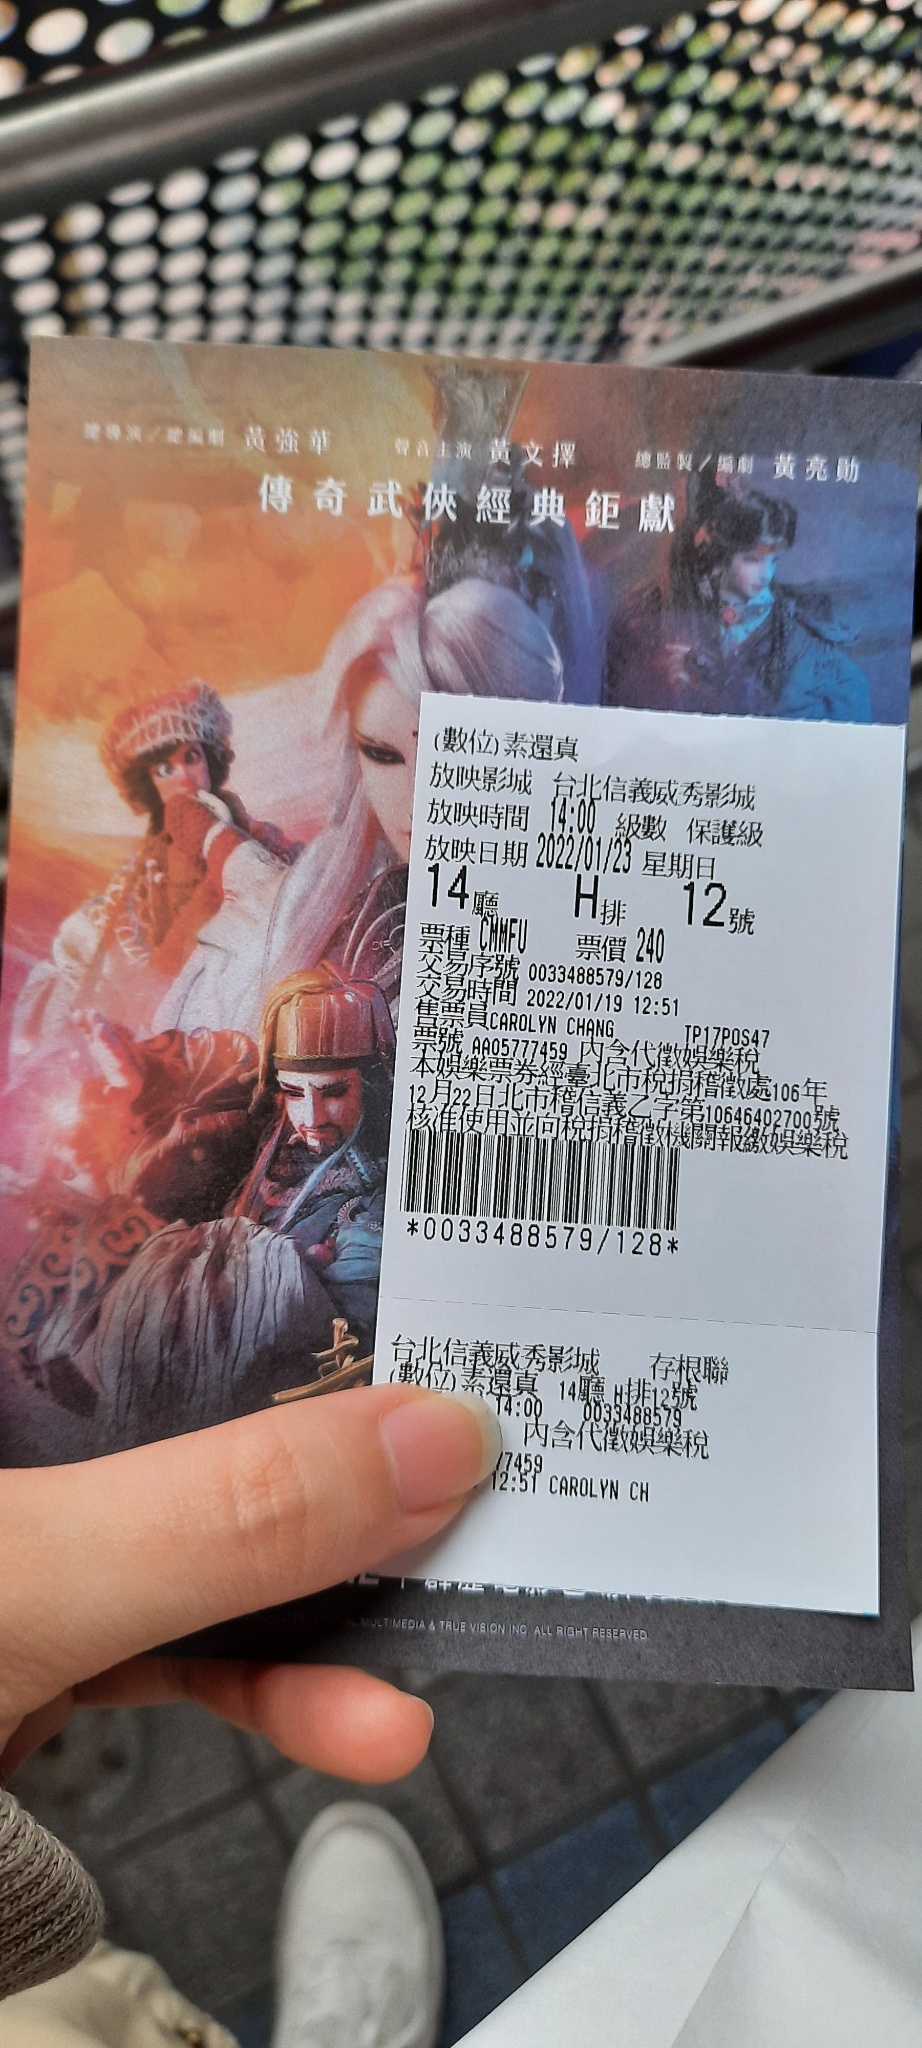 總導演／總編劇 黃強華 聲音主演 黃文擇 總監製／編劇 黃亮勛
傳奇武俠經典鉅獻
(數位)素還真
放映影城 台北信義威秀影城
放映時間 14:00 級數 保護級
放映日期 2022/01/23 星期日
14廳 H排 12號
票種 CMMFU 票價 240
交易序號 0033488579/128
交易時間 2022/01/19 12:51
售票員CAROLYN CHANG TP17POS47
票號 AA05777459 內含代徵娛樂稅
本娛樂票券經臺北市稅捐稽徵處106年
12月22日北市稽信義乙字第10646402700號
核准使用並向稅捐稽徵機關報繳娛樂稅
*0033488579/128*
台北信義威秀影城 存根聯
(數位)素還真 14廳 H排12號
14:00 0033488579
內含代徵娛樂稅
7459
12:51 CAROLYN CH
MULTIMEDIA & TRUE VISION INC. ALL RIGHT RESERVED.